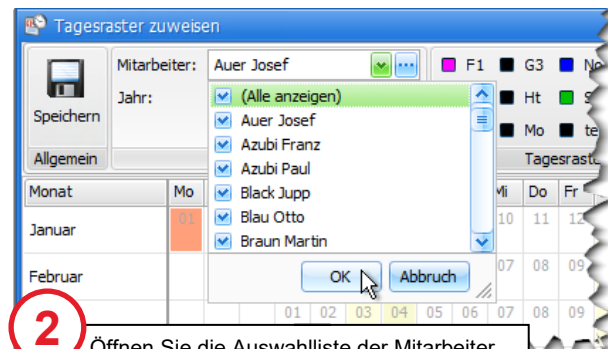 Tagesraster zuweisen
Mitarbeiter: Auer Josef F1 G3
Jahr: (Alle anzeigen) Ht
Speichern Auer Josef Mo
Azubi Franz
Allgemein Azubi Paul
Monat Mo Black Jupp Mi Do Fr
Januar 01 Blau Otto 10 11 12
Braun Martin
Februar OK Abbruch 07 08 09
01 02 03 04 05 06 07 08 09
2 Öffnen Sie die Auswahlliste der Mitarbeiter